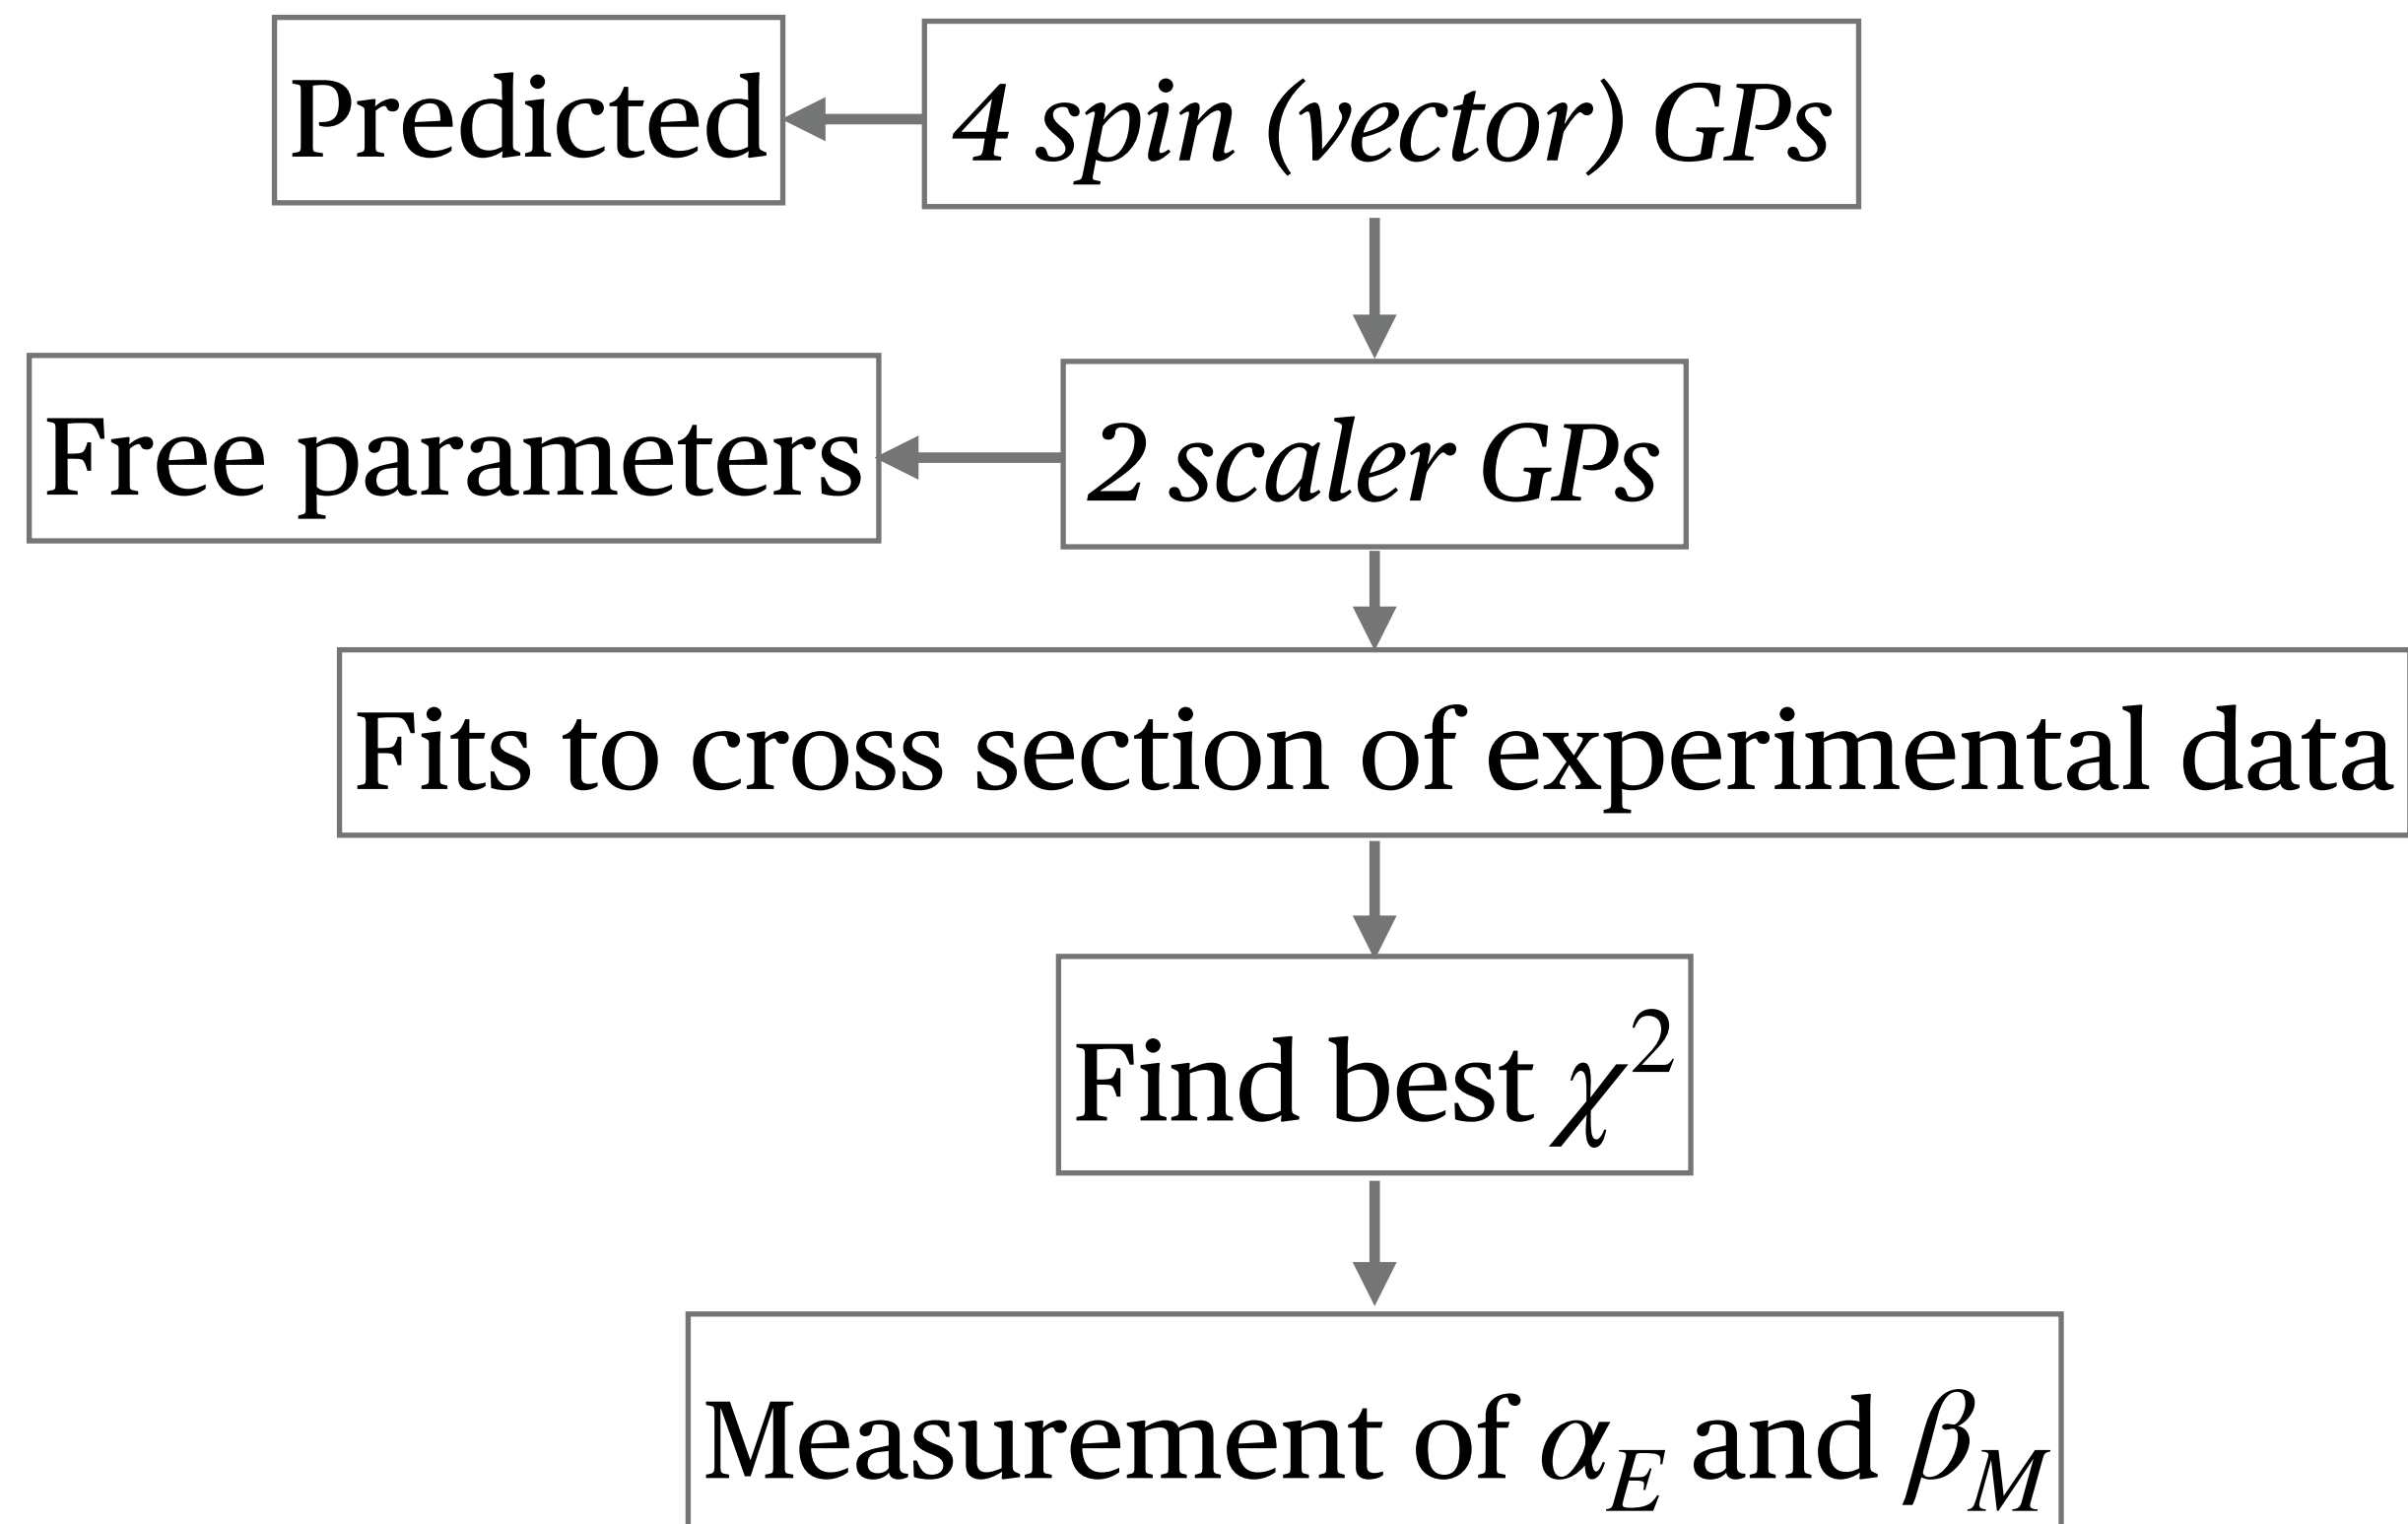 Predicted
4 spin (vector) GPs
Free parameters
2 scaler GPs
Fits to cross section of experimental data
Find best χ²
Measurement of α_E and β_M